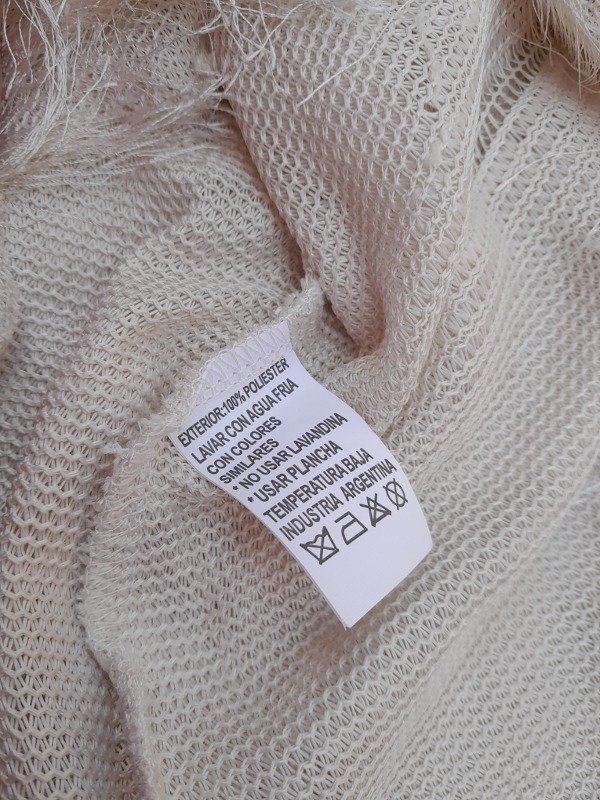 EXTERIOR:100% POLIESTER
LAVAR CON AGUA FRIA
CON COLORES
SIMILARES
* NO USAR LAVANDINA
* USAR PLANCHA
TEMPERATURA BAJA
INDUSTRIA ARGENTINA